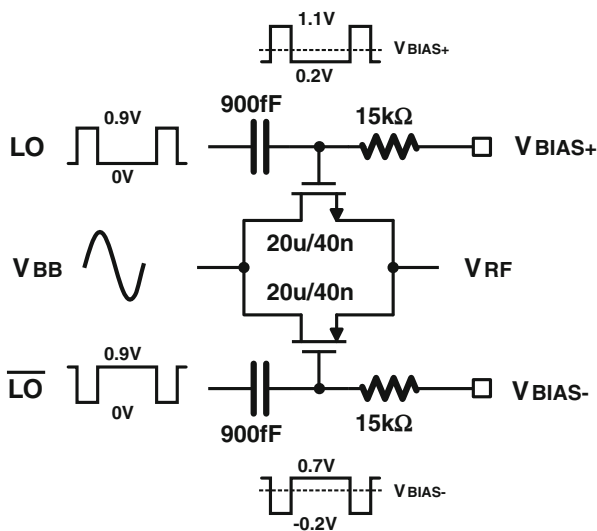 1.1V
VBIAS+
0.2V
900fF
15kΩ
LO
0.9V
0V
VBIAS+
20u/40n
VBB
VRF
20u/40n
LO
0.9V
0V
VBIAS-
900fF
15kΩ
0.7V
VBIAS-
-0.2V